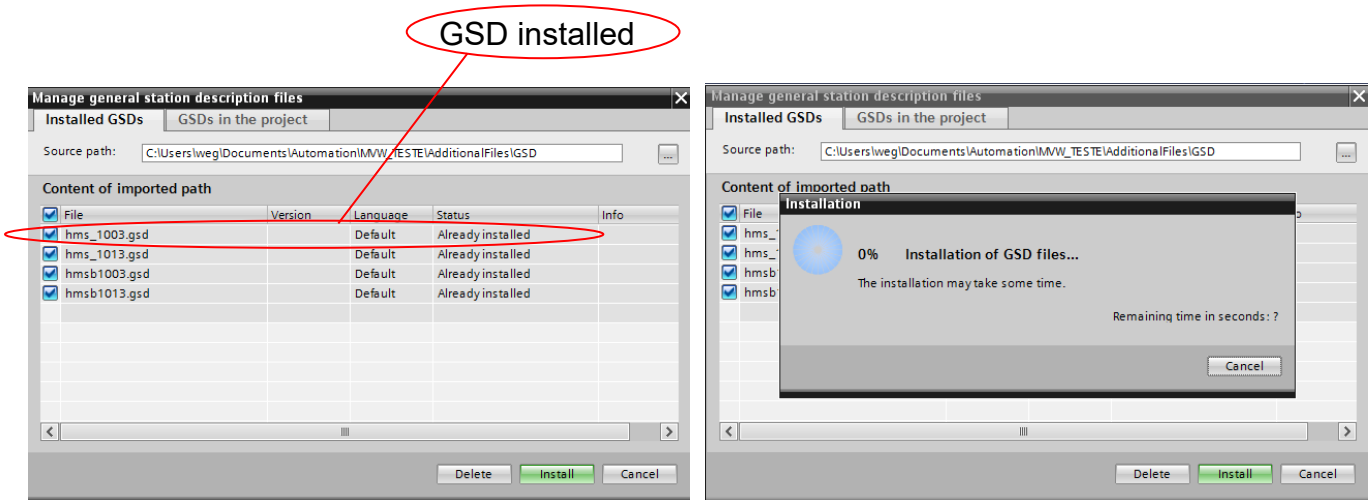 GSD installed
Manage general station description files
Installed GSDs GSDs in the project
Source path: C:\Users\weg\Documents\Automation\MVW_TESTE\AdditionalFiles\GSD ...
Content of imported path
File Version Language Status Info
hms_1003.gsd Default Already installed
hms_1013.gsd Default Already installed
hmsb1003.gsd Default Already installed
hmsb1013.gsd Default Already installed
Delete Install Cancel
Manage general station description files
Installed GSDs GSDs in the project
Source path: C:\Users\weg\Documents\Automation\MVW_TESTE\AdditionalFiles\GSD ...
Content of imported path
File
hms_
hms_
hmsb
hmsb
Installation
0% Installation of GSD files...
The installation may take some time.
Remaining time in seconds: ?
Cancel
Delete Install Cancel